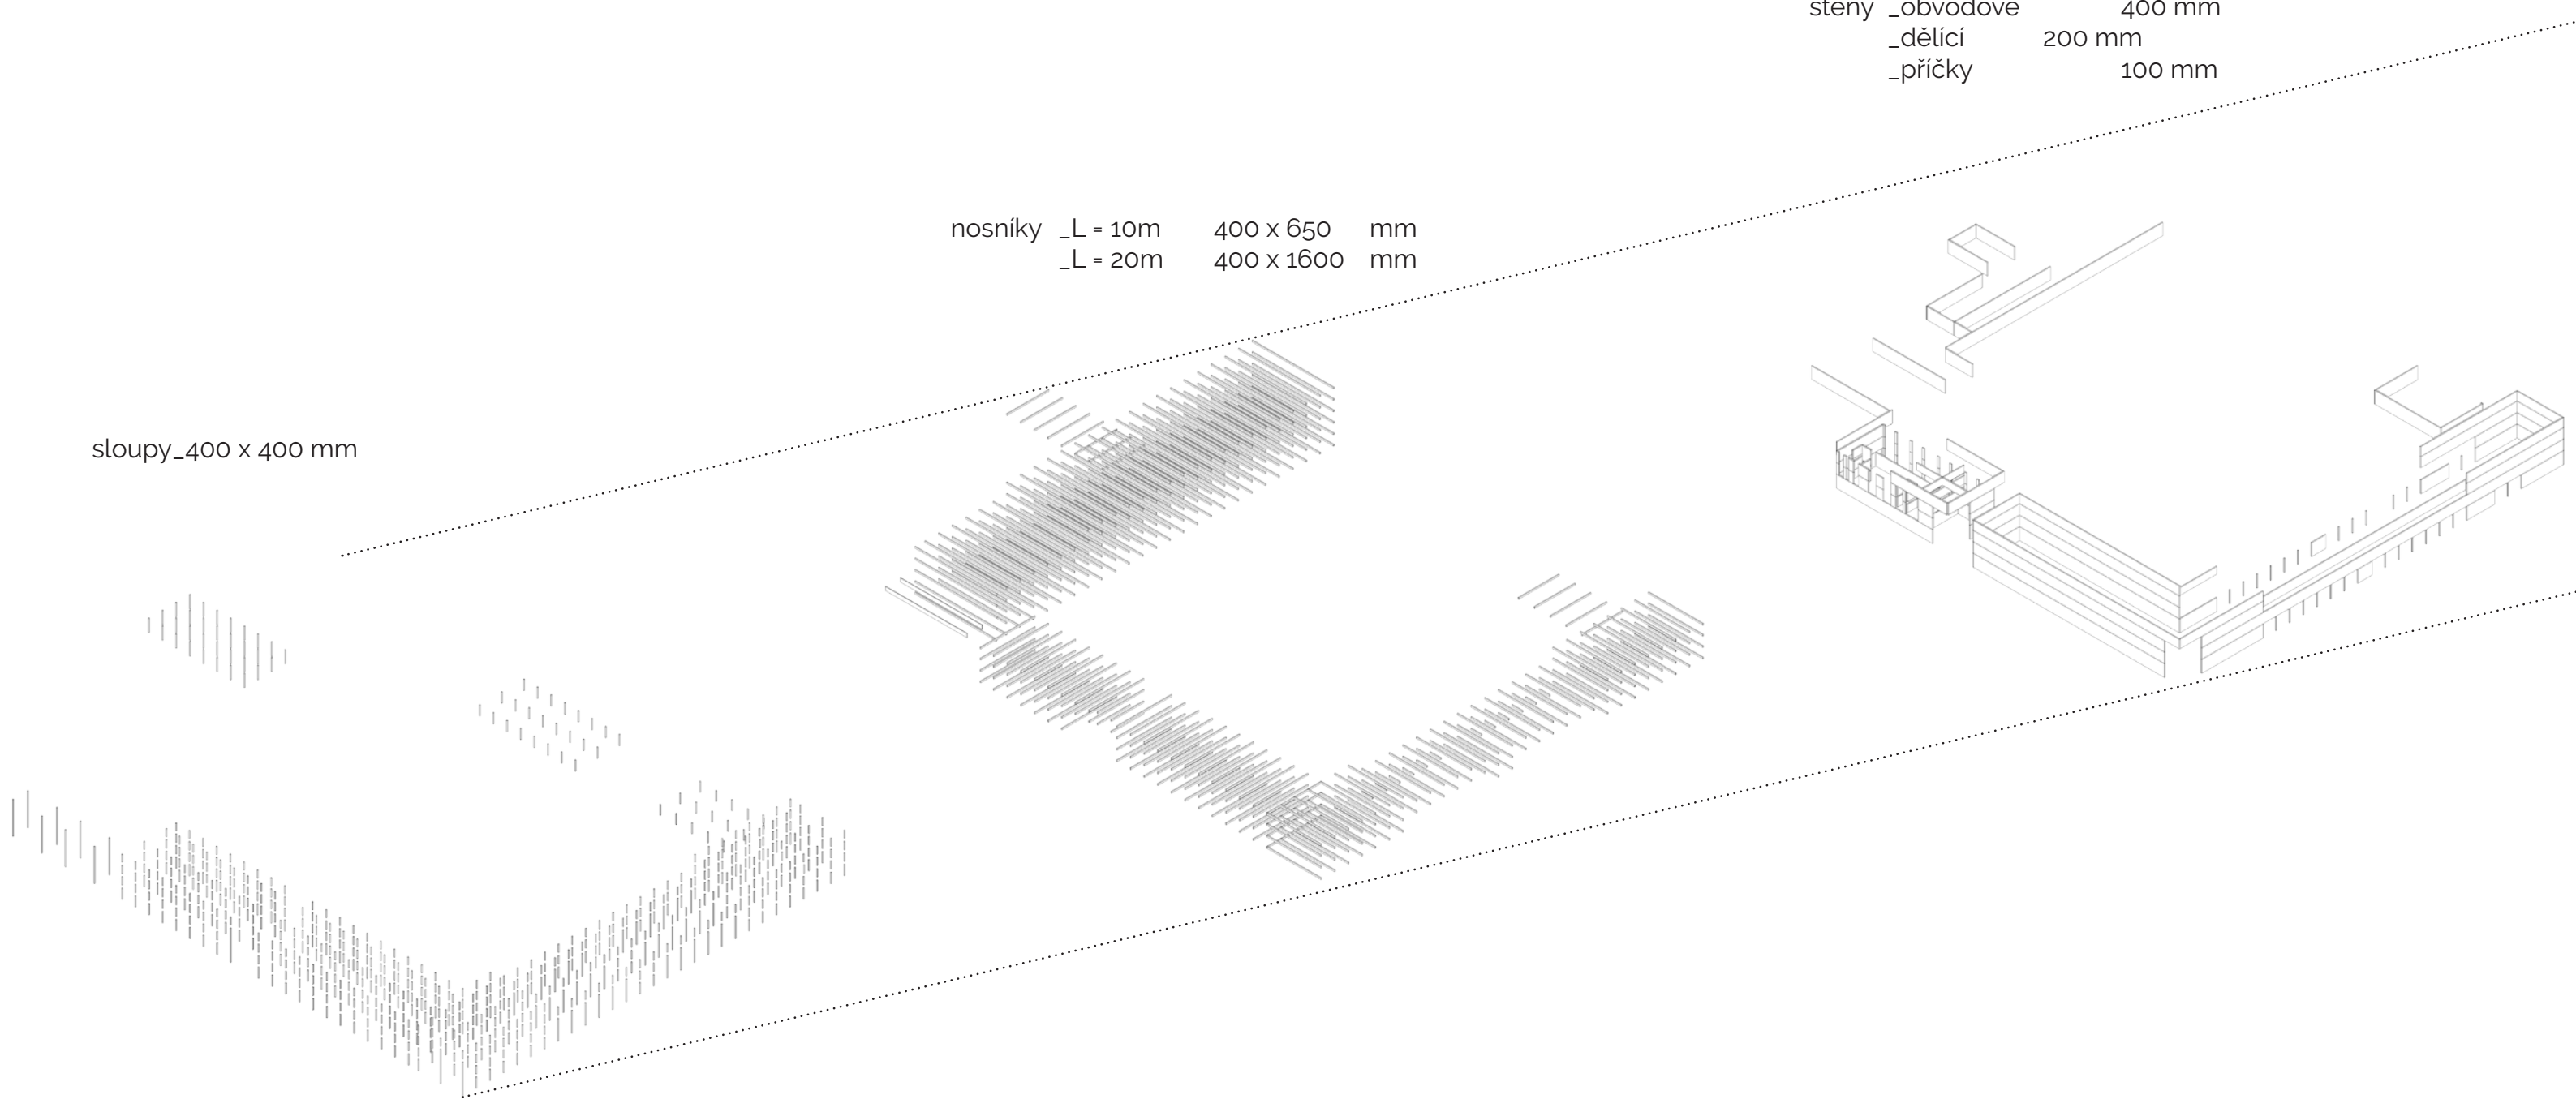 stěny _obvodové 400 mm
_dělící 200 mm
_příčky 100 mm
nosníky _L = 10m 400 x 650 mm
_L = 20m 400 x 1600 mm
sloupy_400 x 400 mm